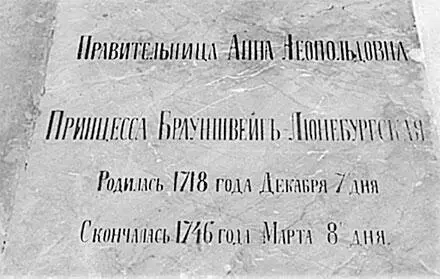 Правительница Анна Леопольдовна
Принцесса Брауншвейгъ-Люнебургская
Родилась 1718 года Декабря 7 дня
Скончалась 1746 года Марта 8 дня.